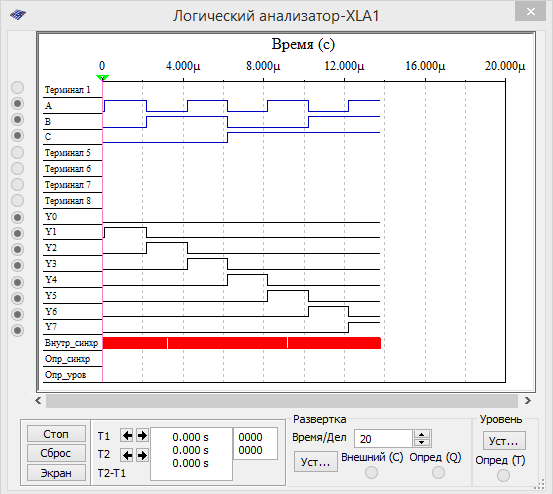 Логический анализатор-XLA1
Время (с)
0 4.000µ 8.000µ 12.000µ 16.000µ 20.000µ
Терминал 1
A
B
C
Терминал 5
Терминал 6
Терминал 7
Терминал 8
Y0
Y1
Y2
Y3
Y4
Y5
Y6
Y7
Внутр_синхр
Опр_синхр
Опр_уров
Стоп
Сброс
Экран
T1
T2
T2-T1
0.000 s 0000
0.000 s 0000
0.000 s
Развертка
Время/Дел 20
Уст...
Внешний (C) Опред (Q)
Уровень
Уст...
Опред (T)